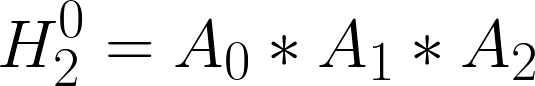 H_2^0 = A_0 * A_1 * A_2